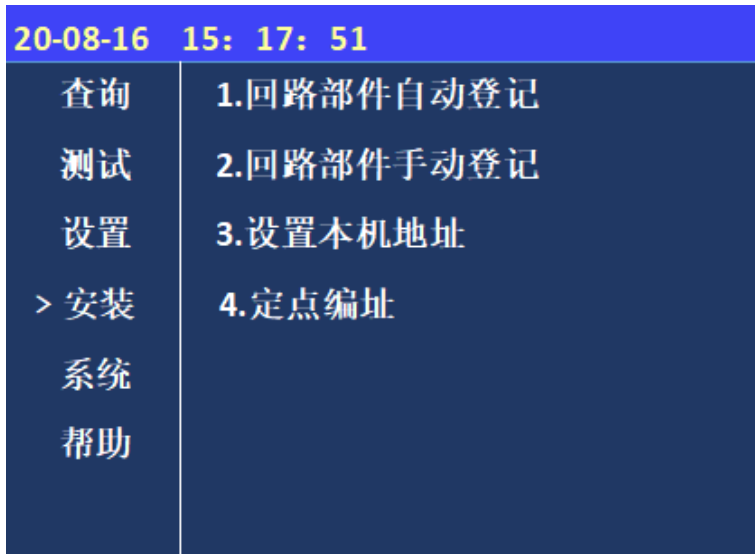 20-08-16 15：17：51
查询
测试
设置
> 安装
系统
帮助
1.回路部件自动登记
2.回路部件手动登记
3.设置本机地址
4.定点编址